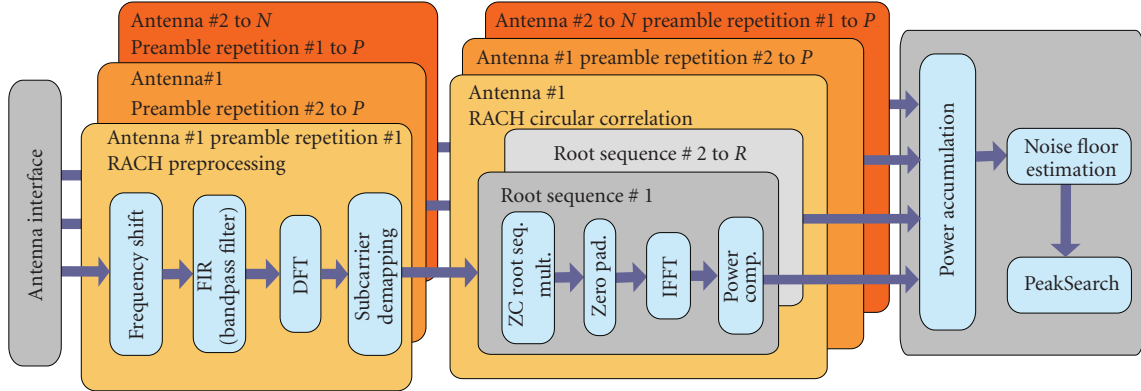 Antenna interface
Antenna #2 to N
Preamble repetition #1 to P
Antenna#1
Preamble repetition #2 to P
Antenna #1 preamble repetition #1
RACH preprocessing
Frequency shift
FIR
(bandpass filter)
DFT
Subcarrier
demapping
Antenna #2 to N preamble repetition #1 to P
Antenna #1 preamble repetition #2 to P
Antenna #1
RACH circular correlation
Root sequence # 2 to R
Root sequence # 1
ZC root seq.
mult.
Zero pad.
IFFT
Power
comp.
Power accumulation
Noise floor
estimation
PeakSearch